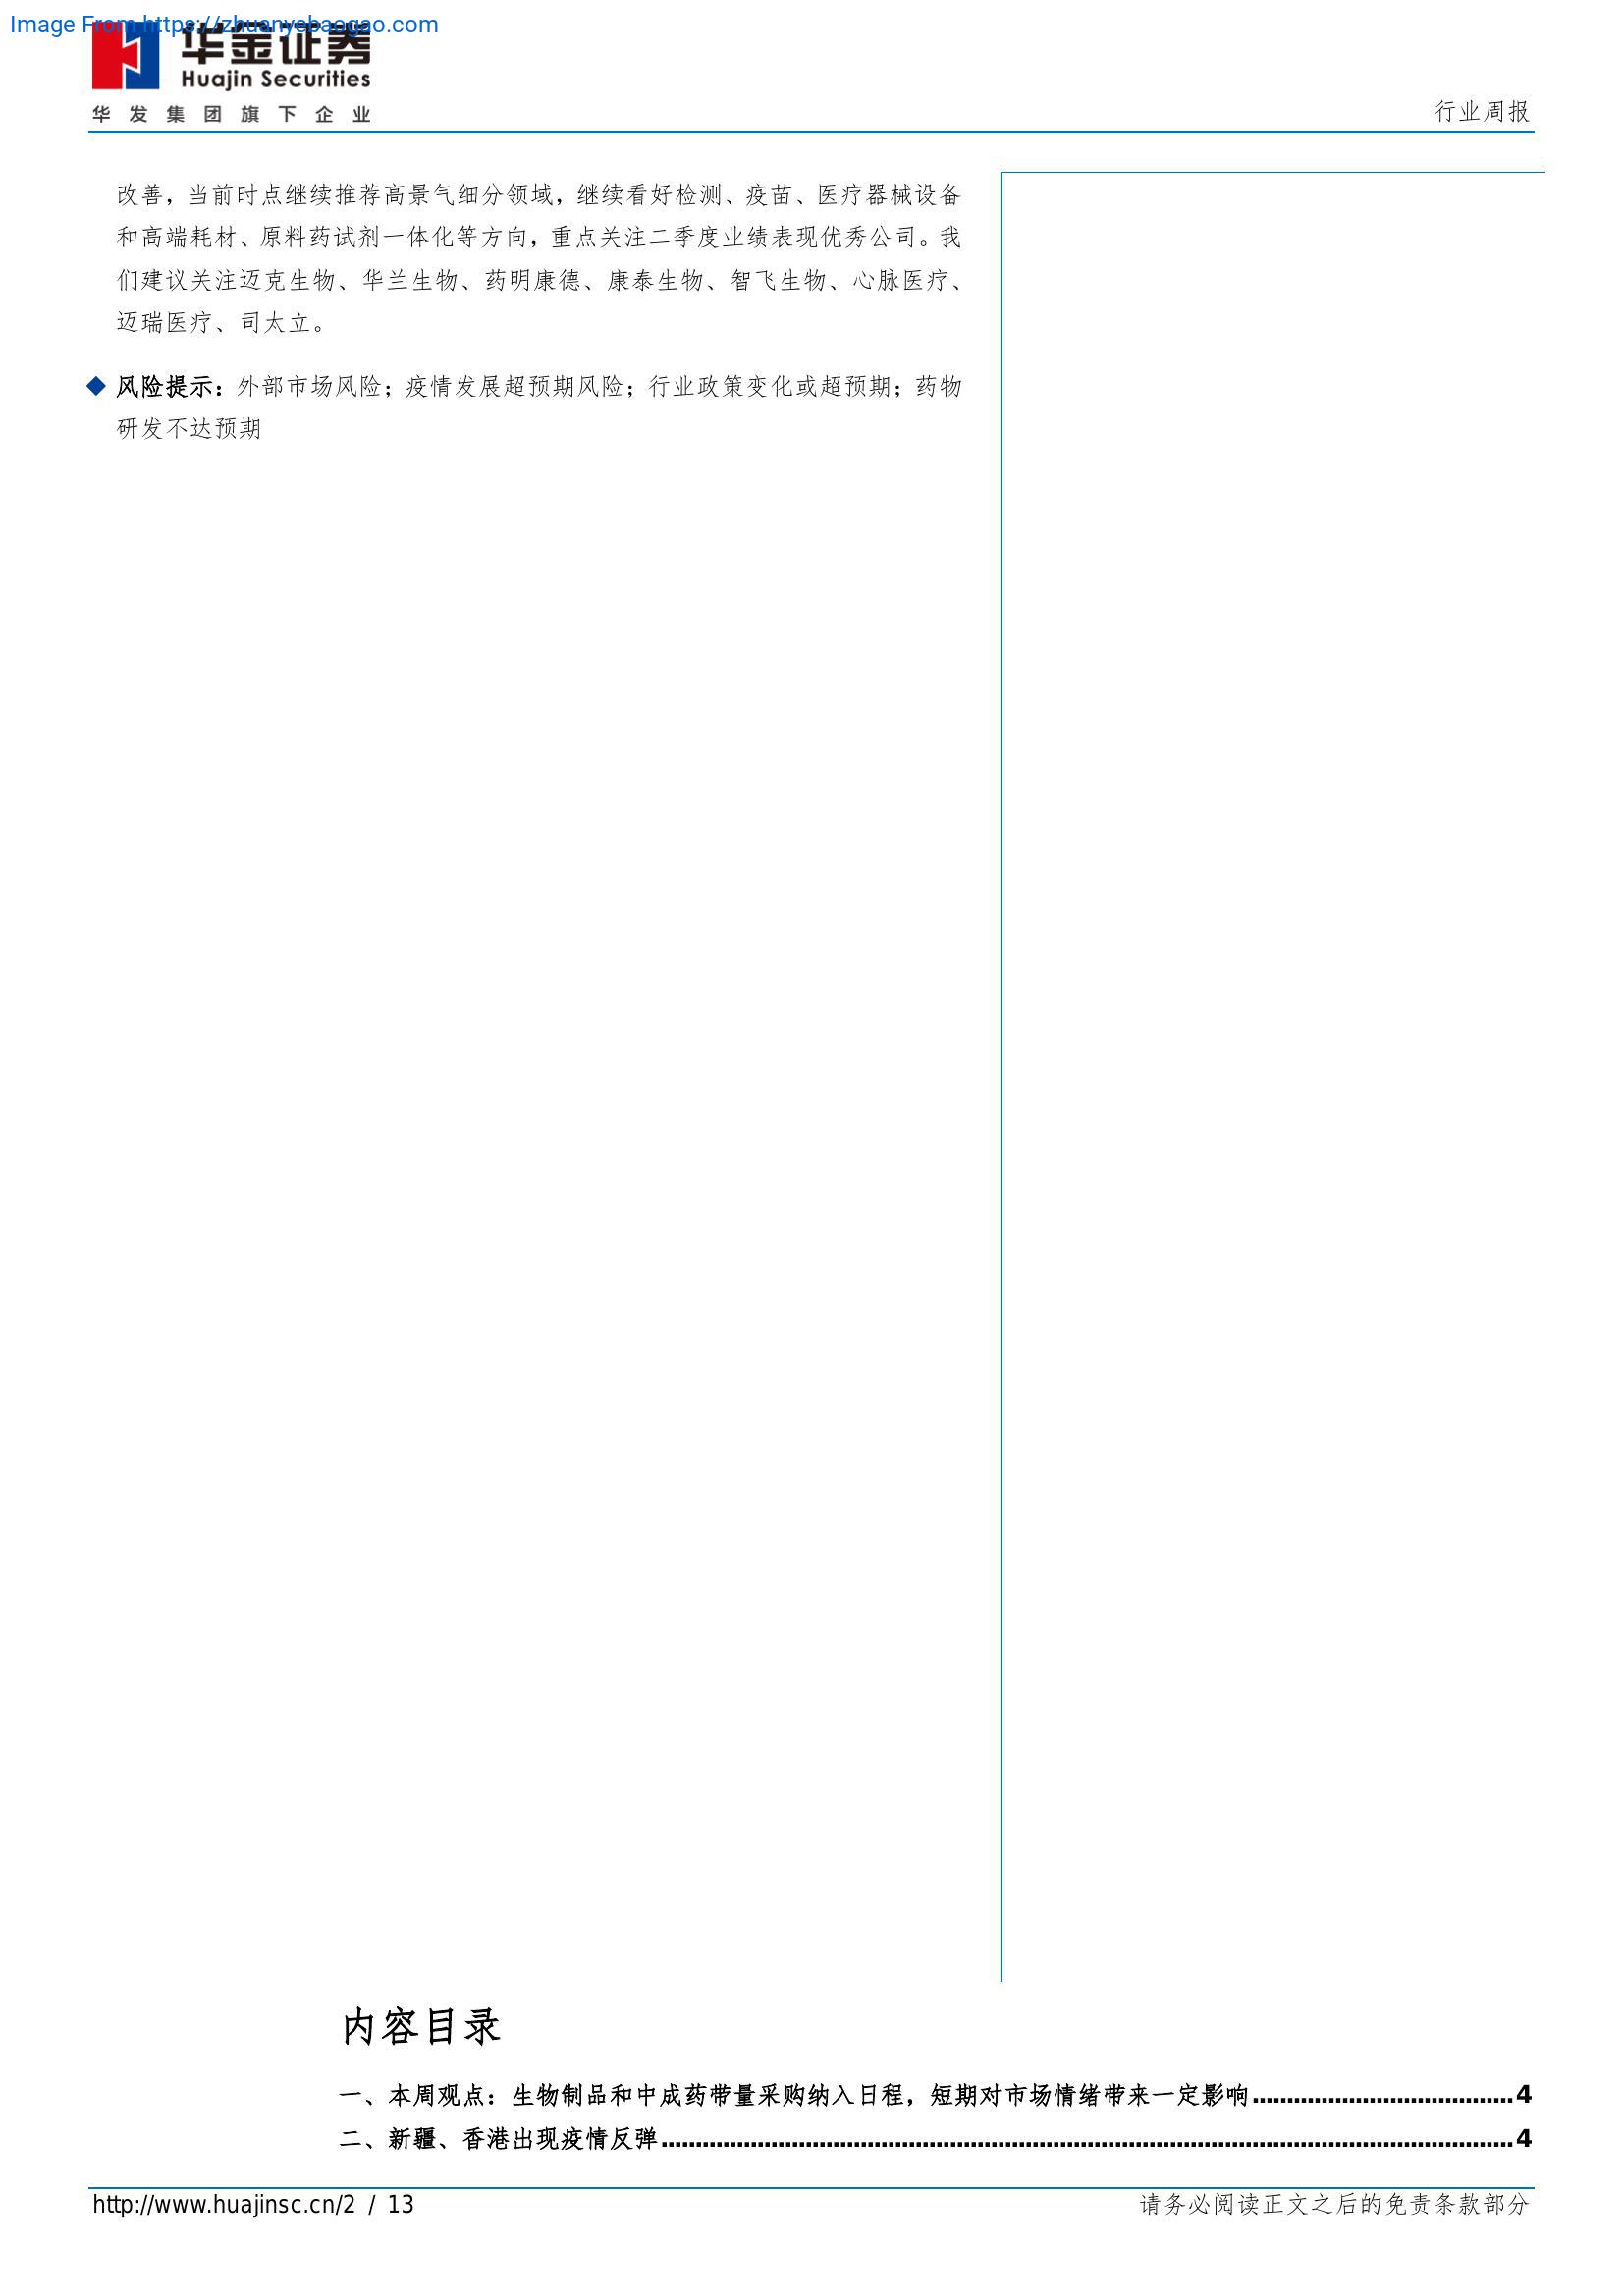 Image From https://zhuanyebaogao.com
华金证券
Huajin Securities
华发集团旗下企业
行业周报
改善，当前时点继续推荐高景气细分领域，继续看好检测、疫苗、医疗器械设备
和高端耗材、原料药试剂一体化等方向，重点关注二季度业绩表现优秀公司。我
们建议关注迈克生物、华兰生物、药明康德、康泰生物、智飞生物、心脉医疗、
迈瑞医疗、司太立。
◆ 风险提示：外部市场风险；疫情发展超预期风险；行业政策变化或超预期；药物
研发不达预期
内容目录
一、本周观点：生物制品和中成药带量采购纳入日程，短期对市场情绪带来一定影响......................................4
二、新疆、香港出现疫情反弹..............................................................................................................................4
http://www.huajinsc.cn/2 / 13
请务必阅读正文之后的免责条款部分